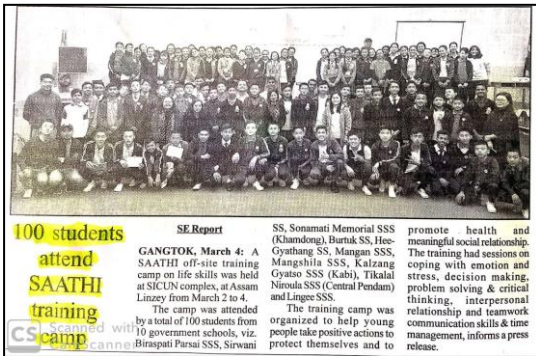 100 students
attend
SAATHI
training
camp
SE Report
GANGTOK, March 4: A
SAATHI off-site training
camp on life skills was held
at SICUN complex, at Assam
Linzey from March 2 to 4.
The camp was attended
by a total of 100 students from
10 government schools, viz.
Biraspati Parsai SSS, Sirwani
SS, Sonamati Memorial SSS
(Khamdong), Burtuk SS, Hee-
Gyathang SS, Mangan SSS,
Mangshila SSS, Kalzang
Gyatso SSS (Kabi), Tikalal
Niroula SSS (Central Pendam)
and Lingee SSS.
The training camp was
organized to help young
people take positive actions to
protect themselves and to
promote health and
meaningful social relationship.
The training had sessions on
coping with emotion and
stress, decision making,
problem solving & critical
thinking, interpersonal
relationship and teamwork
communication skills & time
management, informs a press
release.
CS Scanned with
CamScanner